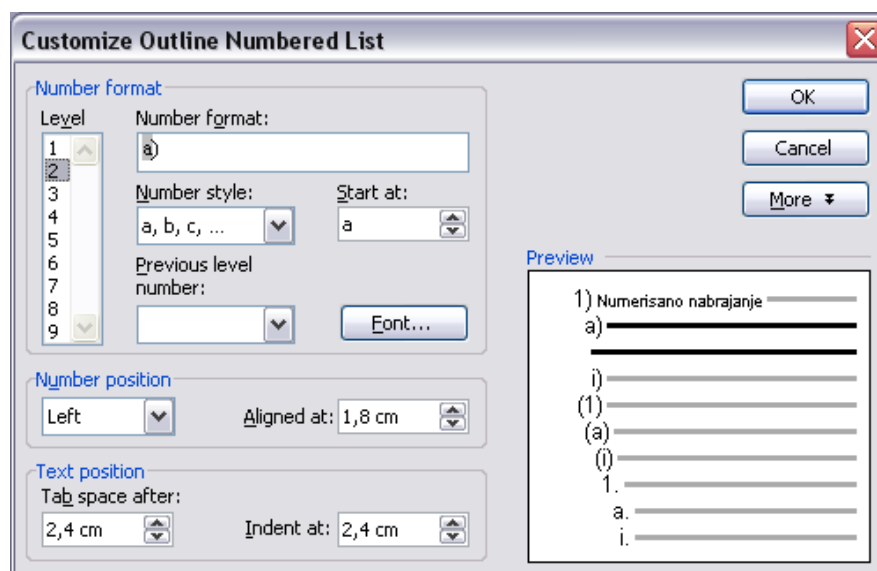 Customize Outline Numbered List
Number format
Level
Number format:
1
2
3
4
5
6
7
8
9
a)
Number style:
Start at:
a, b, c, ...
a
Previous level
number:
Font...
Number position
Left
Aligned at:
1,8 cm
Text position
Tab space after:
2,4 cm
Indent at:
2,4 cm
OK
Cancel
More
Preview
1) Numerisano nabrajanje
a)
i)
(1)
(a)
(i)
1.
a.
i.